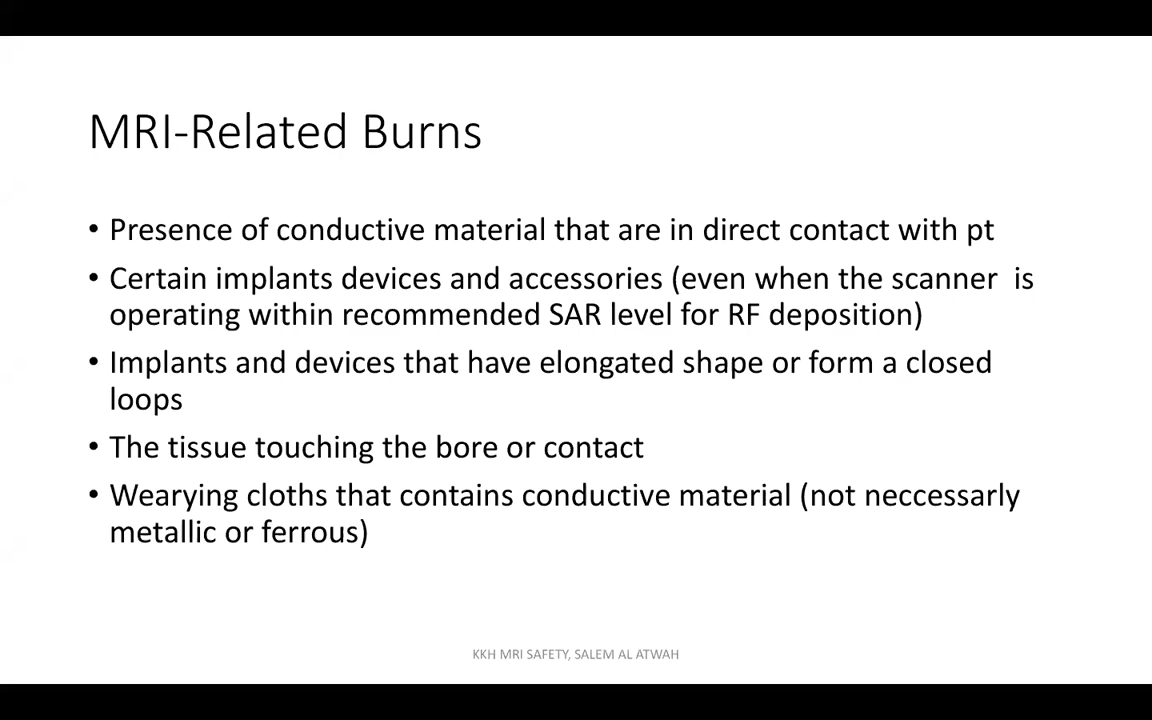 MRI-Related Burns
• Presence of conductive material that are in direct contact with pt
• Certain implants devices and accessories (even when the scanner  is
operating within recommended SAR level for RF deposition)
• Implants and devices that have elongated shape or form a closed
loops
• The tissue touching the bore or contact
• Wearying cloths that contains conductive material (not neccessarly
metallic or ferrous)
KKH MRI SAFETY, SALEM AL ATWAH